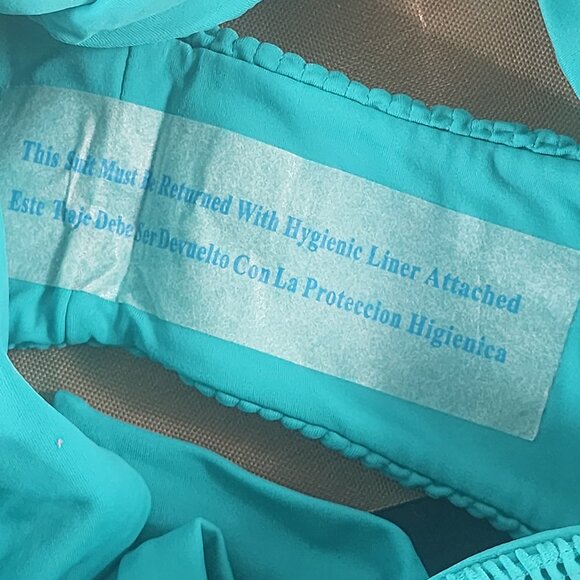 This Suit Must Be Returned With Hygienic Liner Attached
Este Traje Debe Ser Devuelto Con La Proteccion Higienica